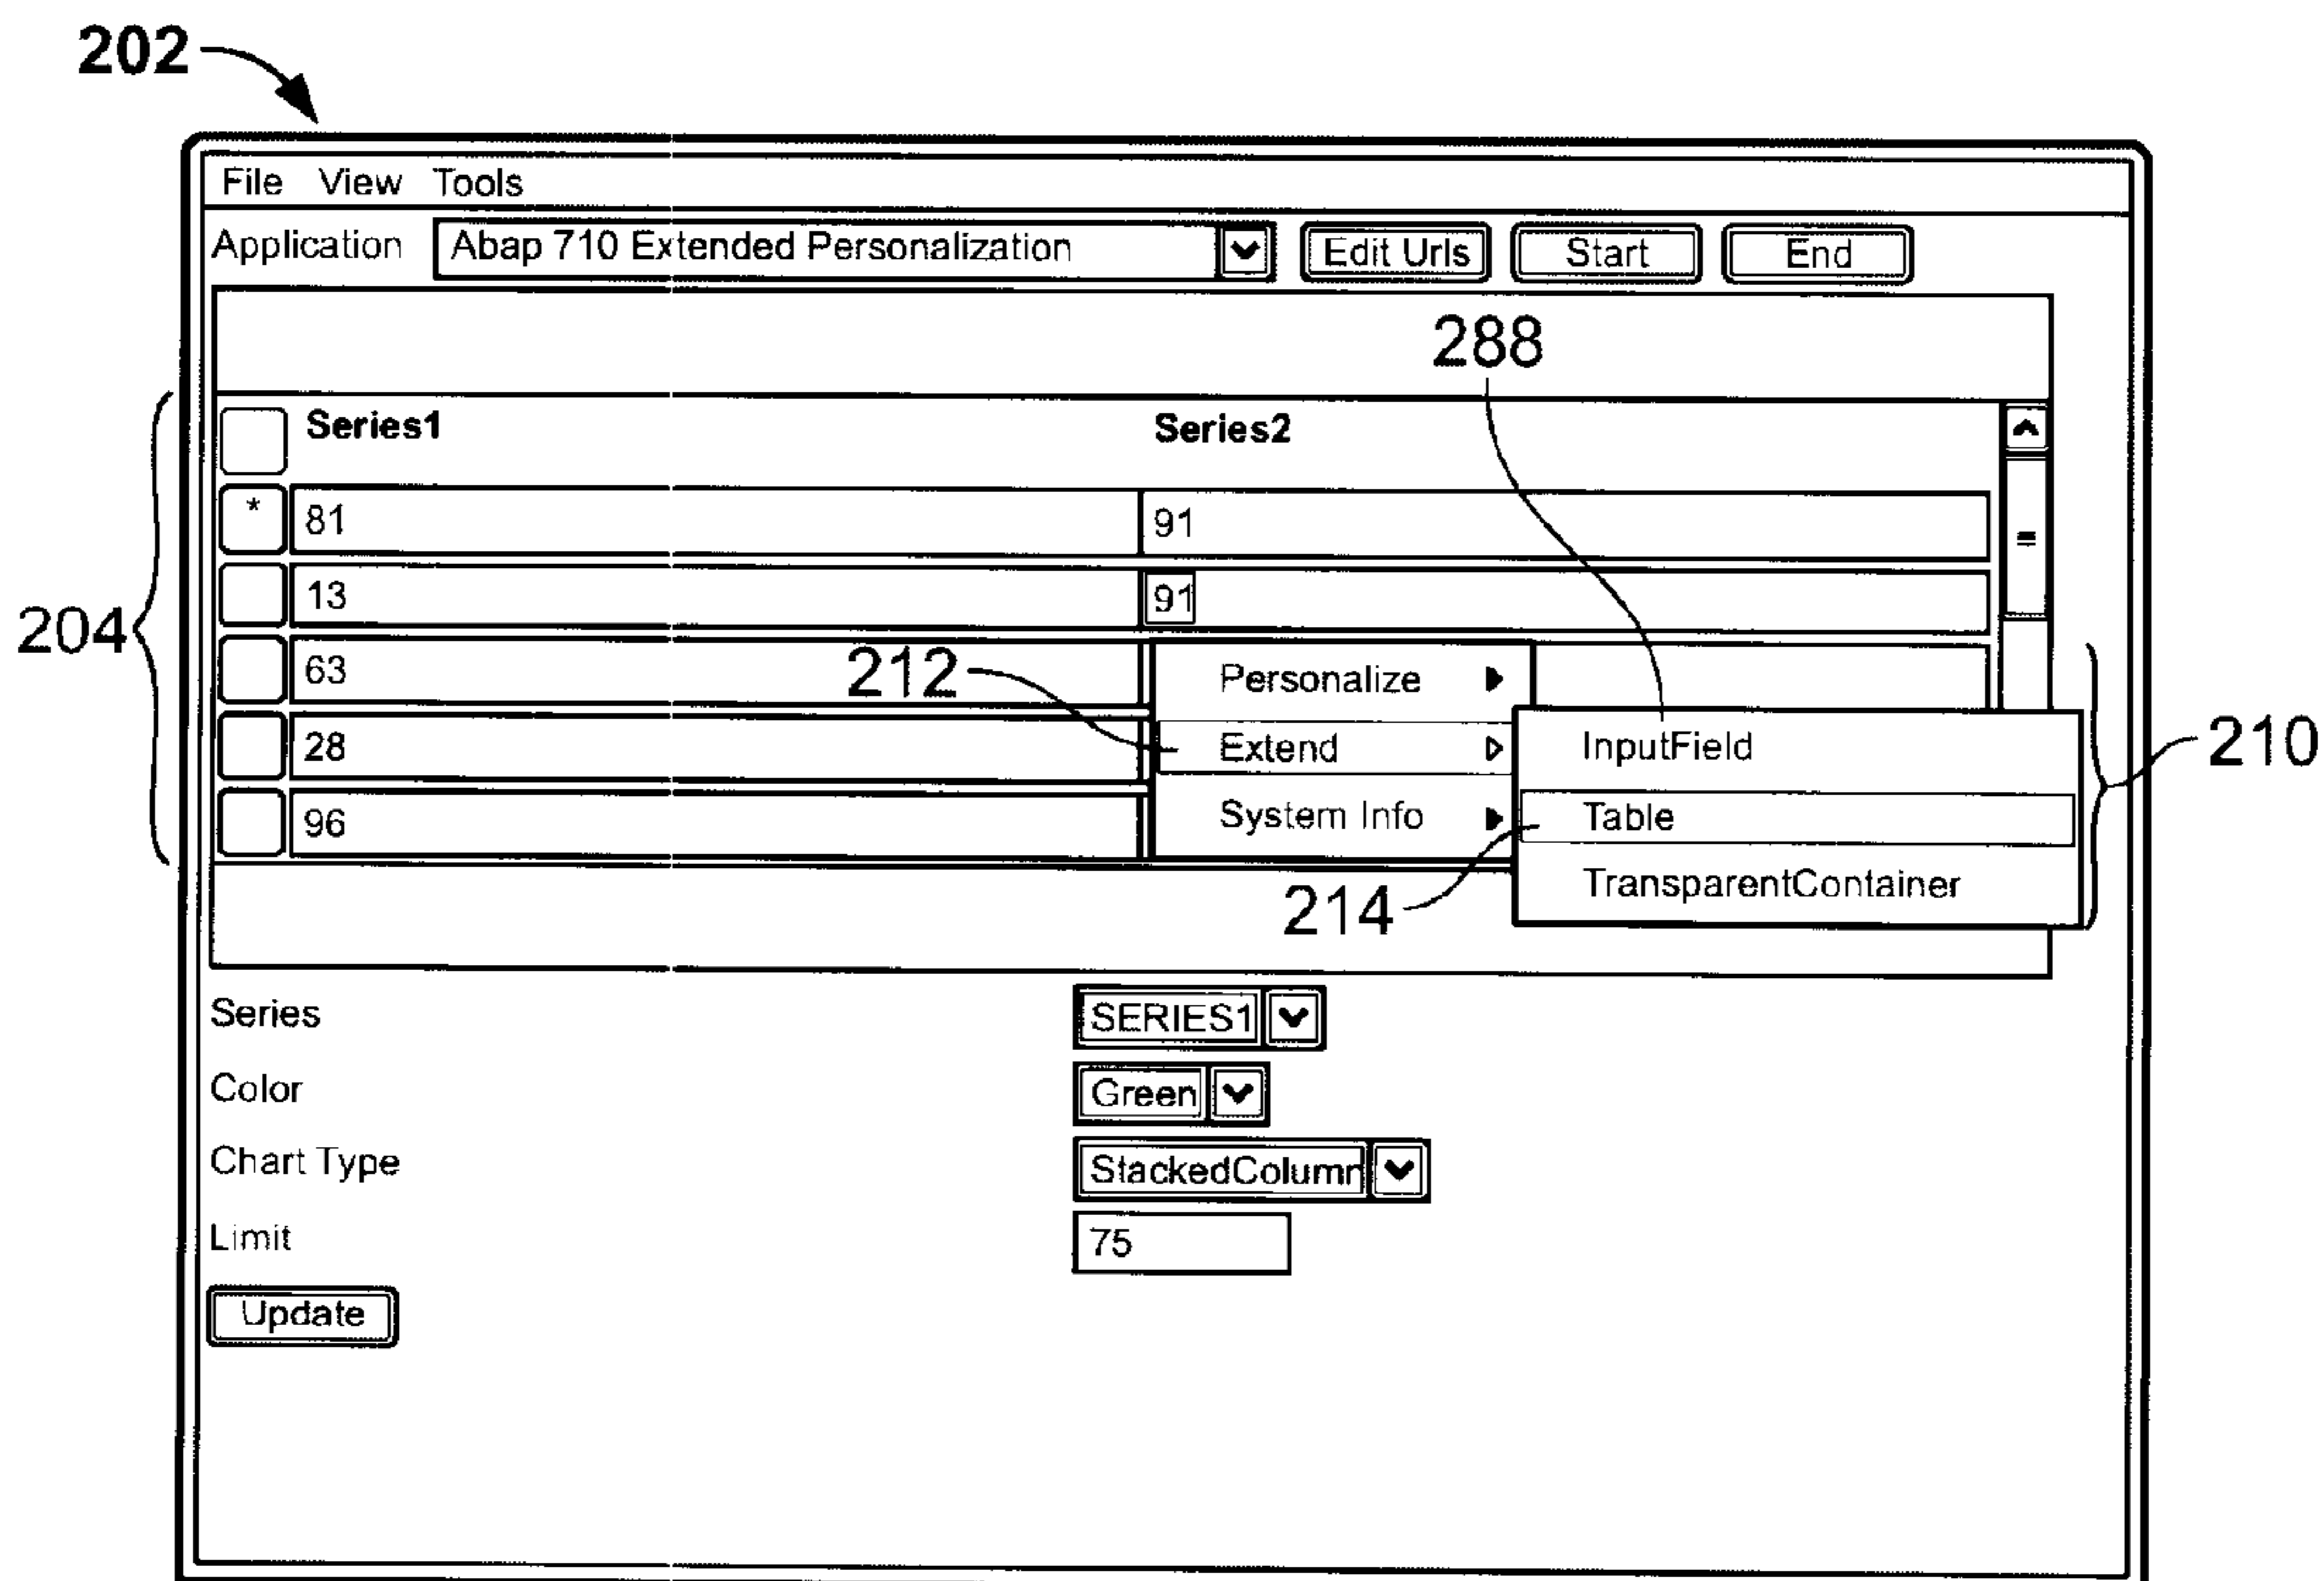 202
File View Tools
Application Abap 710 Extended Personalization Edit Urls Start End
288
Series1 Series2
* 81 91
13 91
204
63
212
Personalize
28
Extend
InputField
210
96
System Info
Table
214
TransparentContainer
Series SERIES1
Color Green
Chart Type StackedColumn
Limit 75
Update